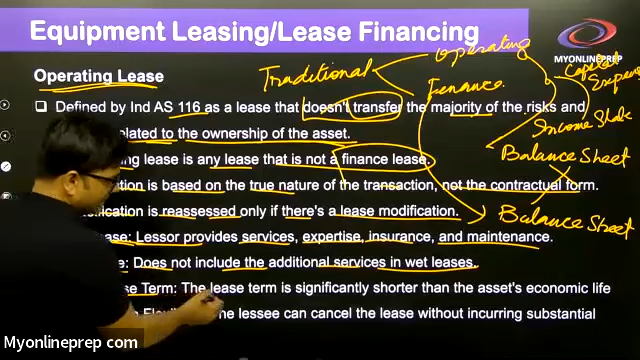 Equipment Leasing/Lease Financing
MYONLINEPREP
Operating Lease
Traditional
Operating
Finance
Capital
Income State
Balance Sheet
Balance Sheet
Defined by Ind AS 116 as a lease that doesn't transfer the majority of the risks and
related to the ownership of the asset.
lease is any lease that is not a finance lease.
is based on the true nature of the transaction, not the contractual form.
is reassessed only if there's a lease modification.
Lessor provides services, expertise, insurance, and maintenance.
Does not include the additional services in wet leases.
Term: The lease term is significantly shorter than the asset's economic life
lessee can cancel the lease without incurring substantial
Myonlineprep.com